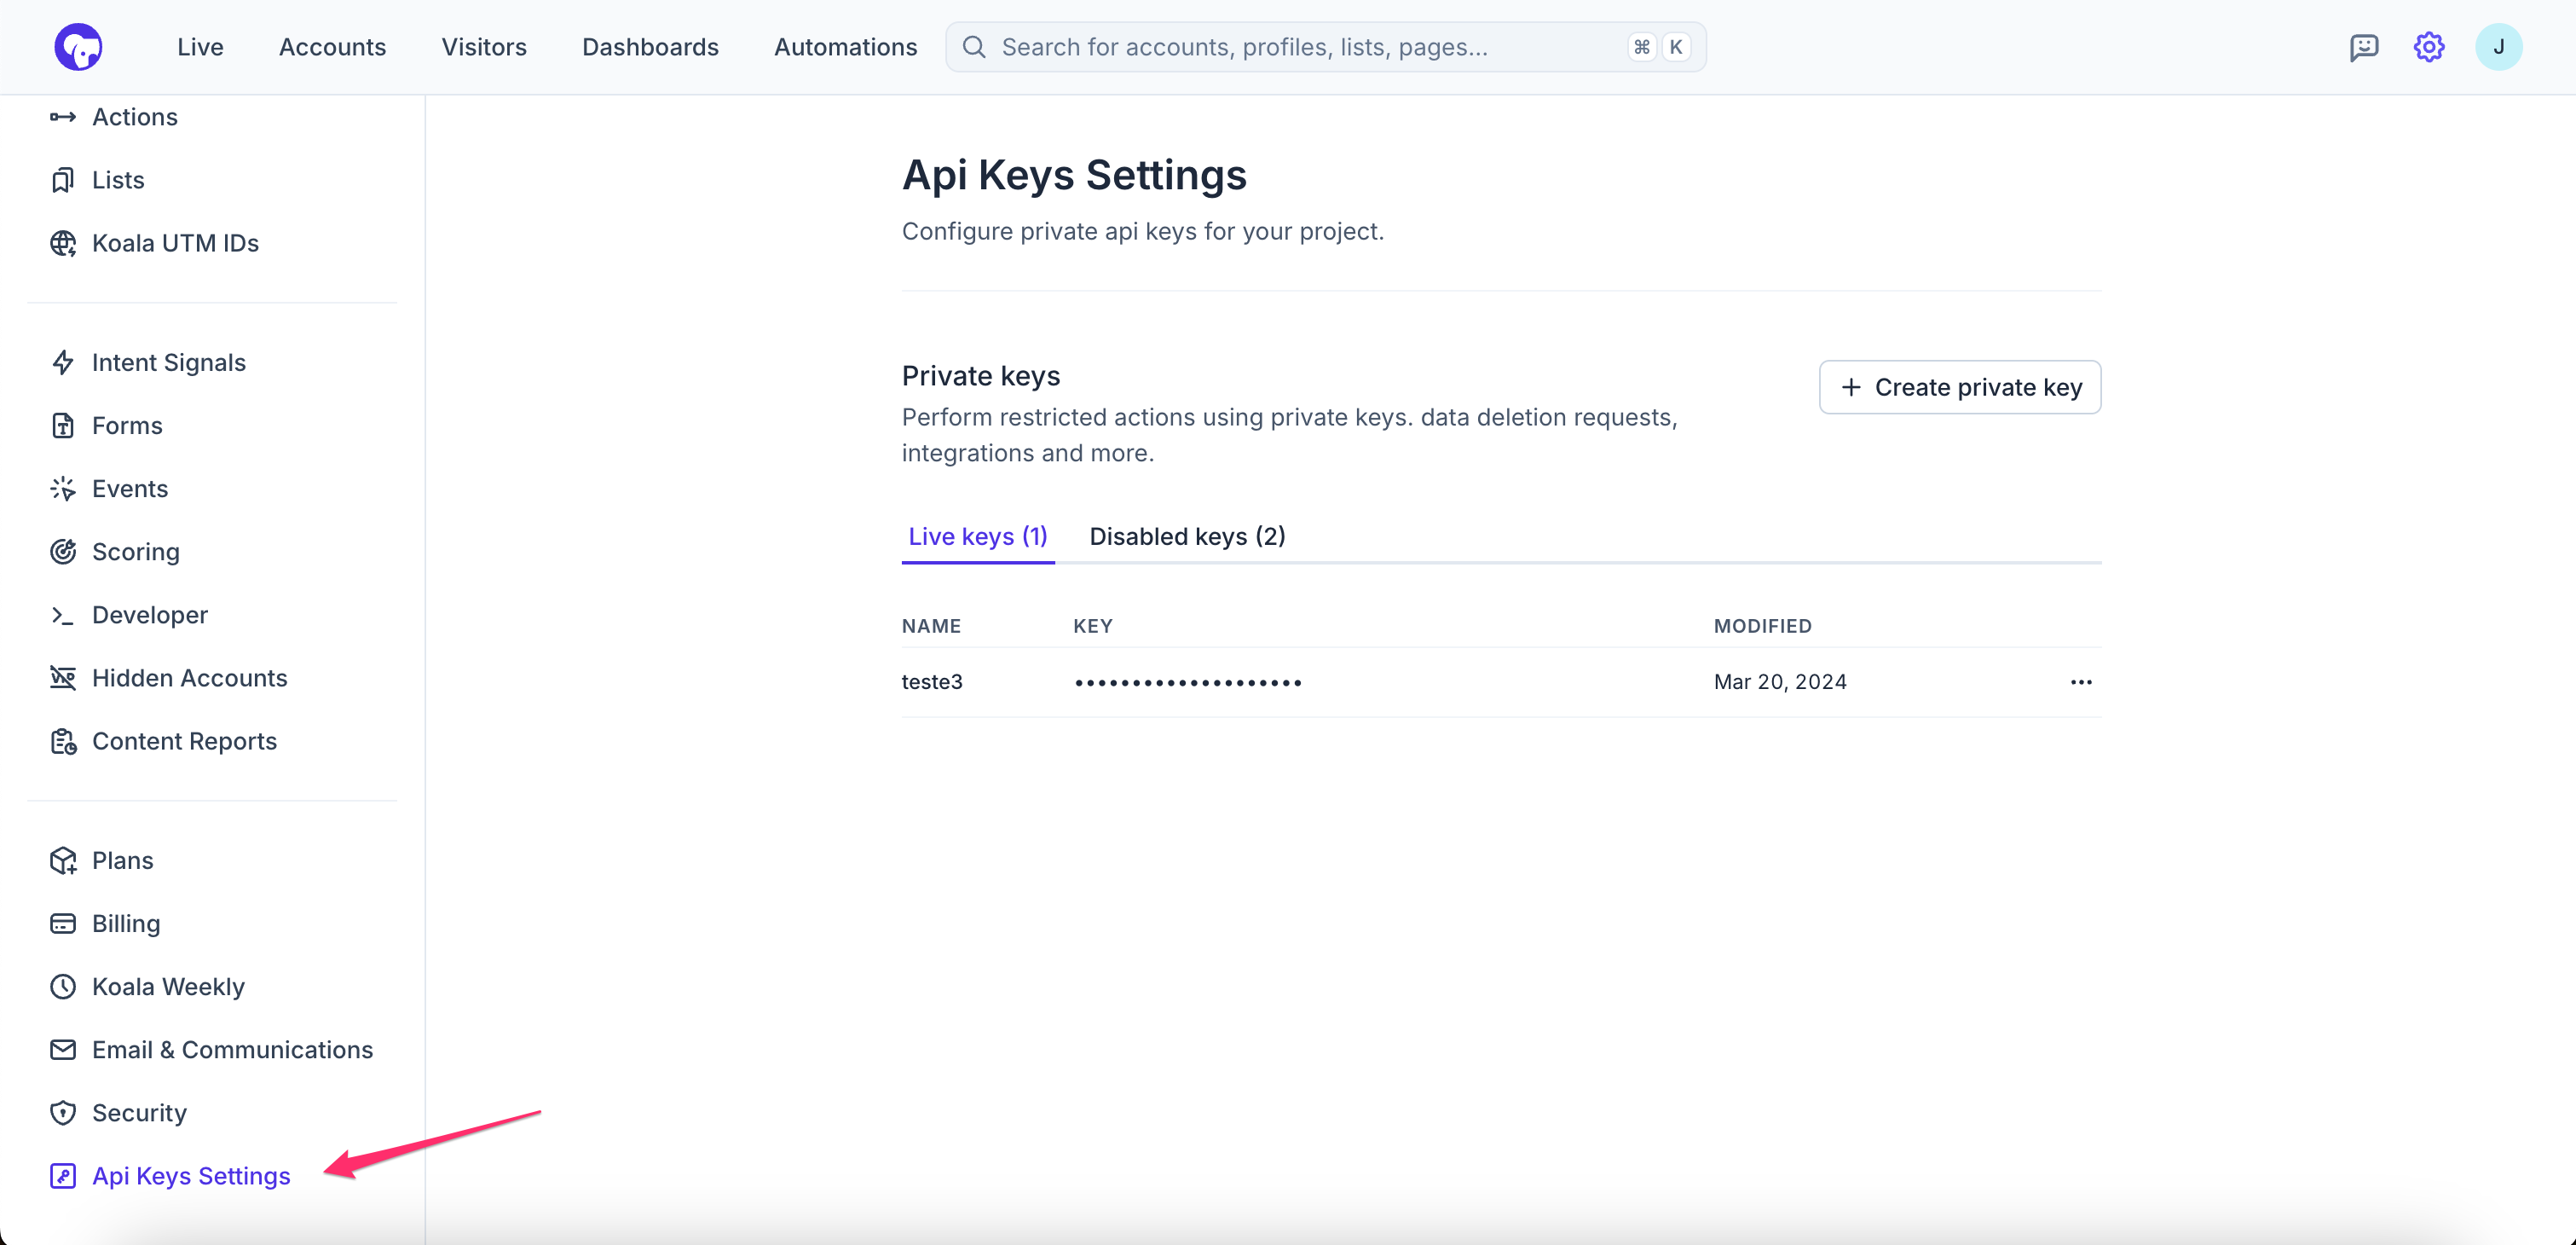 Live
Accounts
Visitors
Dashboards
Automations
Search for accounts, profiles, lists, pages...
⌘ K
J
Actions
Lists
Koala UTM IDs
Intent Signals
Forms
Events
Scoring
Developer
Hidden Accounts
Content Reports
Plans
Billing
Koala Weekly
Email & Communications
Security
Api Keys Settings
Api Keys Settings
Configure private api keys for your project.
Private keys
Perform restricted actions using private keys. data deletion requests,
integrations and more.
+ Create private key
Live keys (1)
Disabled keys (2)
NAME KEY MODIFIED
teste3 •••••••••••••••••••• Mar 20, 2024 ···